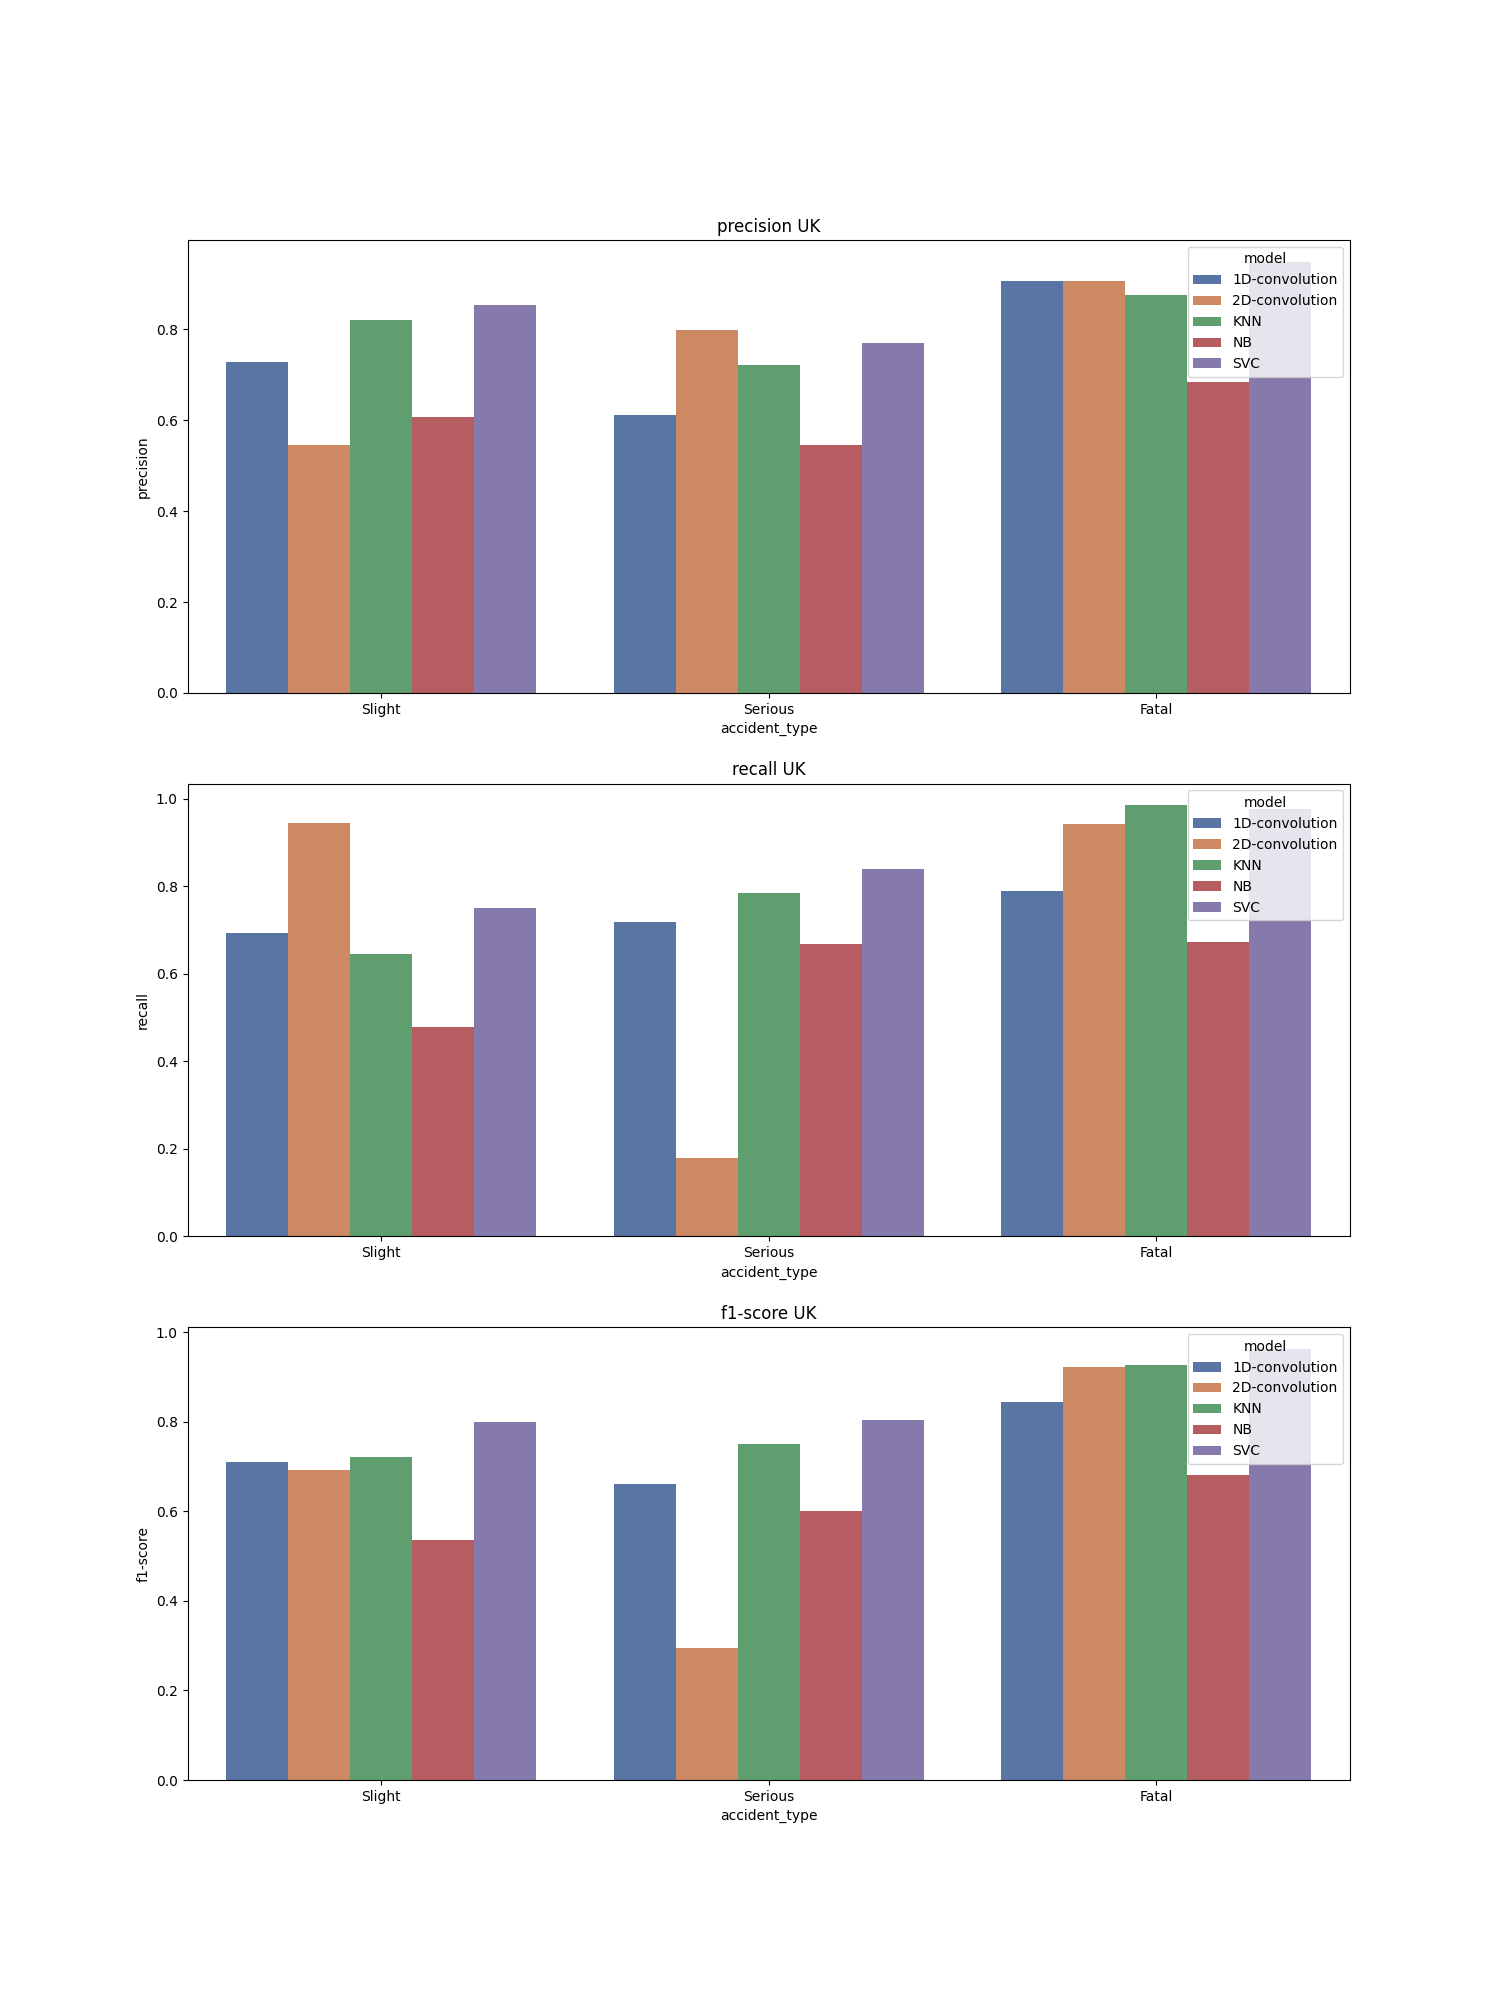 precision UK
model
1D-convolution
2D-convolution
KNN
NB
SVC
0.8
0.6
0.4
0.2
0.0
precision
Slight Serious Fatal
accident_type
recall UK
model
1D-convolution
2D-convolution
KNN
NB
SVC
1.0
0.8
0.6
0.4
0.2
0.0
recall
Slight Serious Fatal
accident_type
f1-score UK
model
1D-convolution
2D-convolution
KNN
NB
SVC
1.0
0.8
0.6
0.4
0.2
0.0
f1-score
Slight Serious Fatal
accident_type